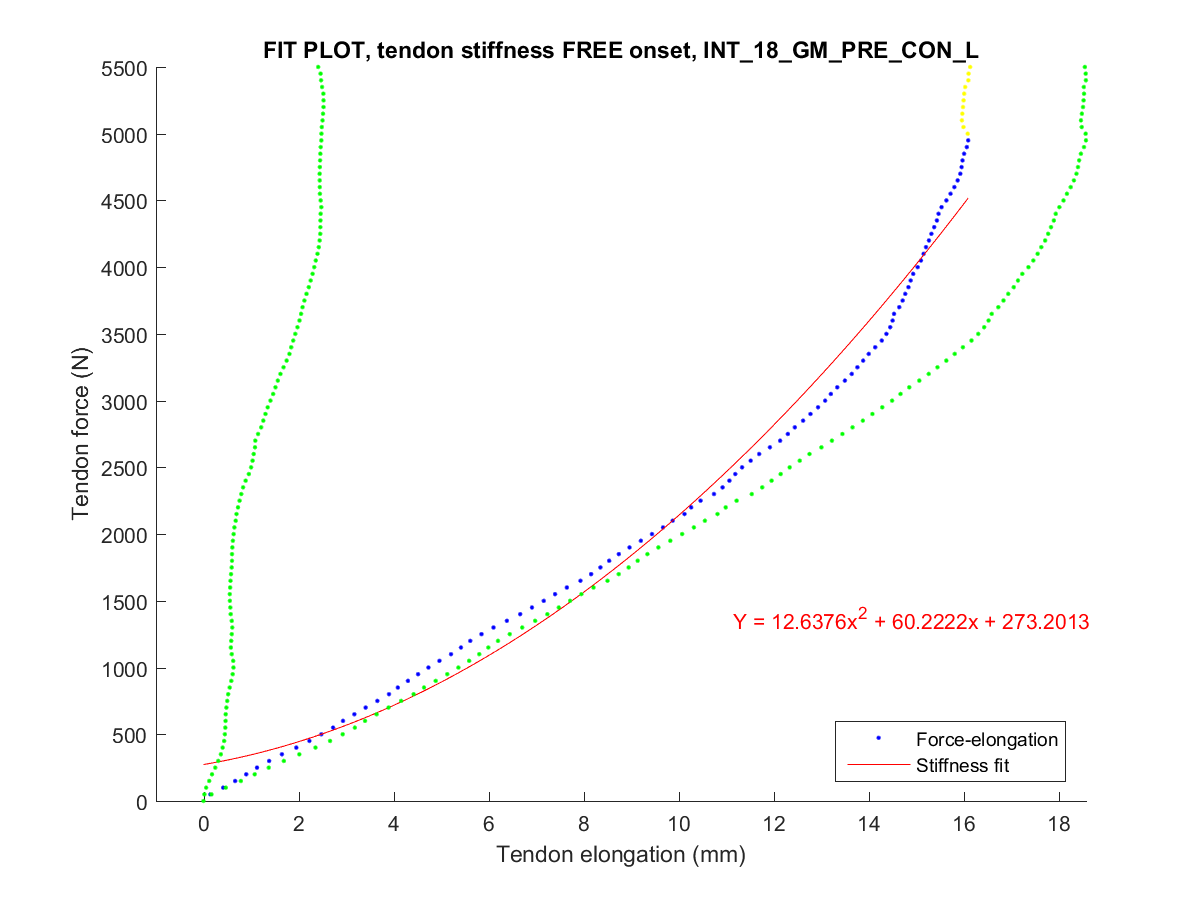 FIT PLOT, tendon stiffness FREE onset, INT_18_GM_PRE_CON_L
5500
5000
4500
4000
3500
3000
2500
2000
1500
1000
500
0
Tendon force (N)
Y = 12.6376x² + 60.2222x + 273.2013
Force-elongation
Stiffness fit
0 2 4 6 8 10 12 14 16 18
Tendon elongation (mm)